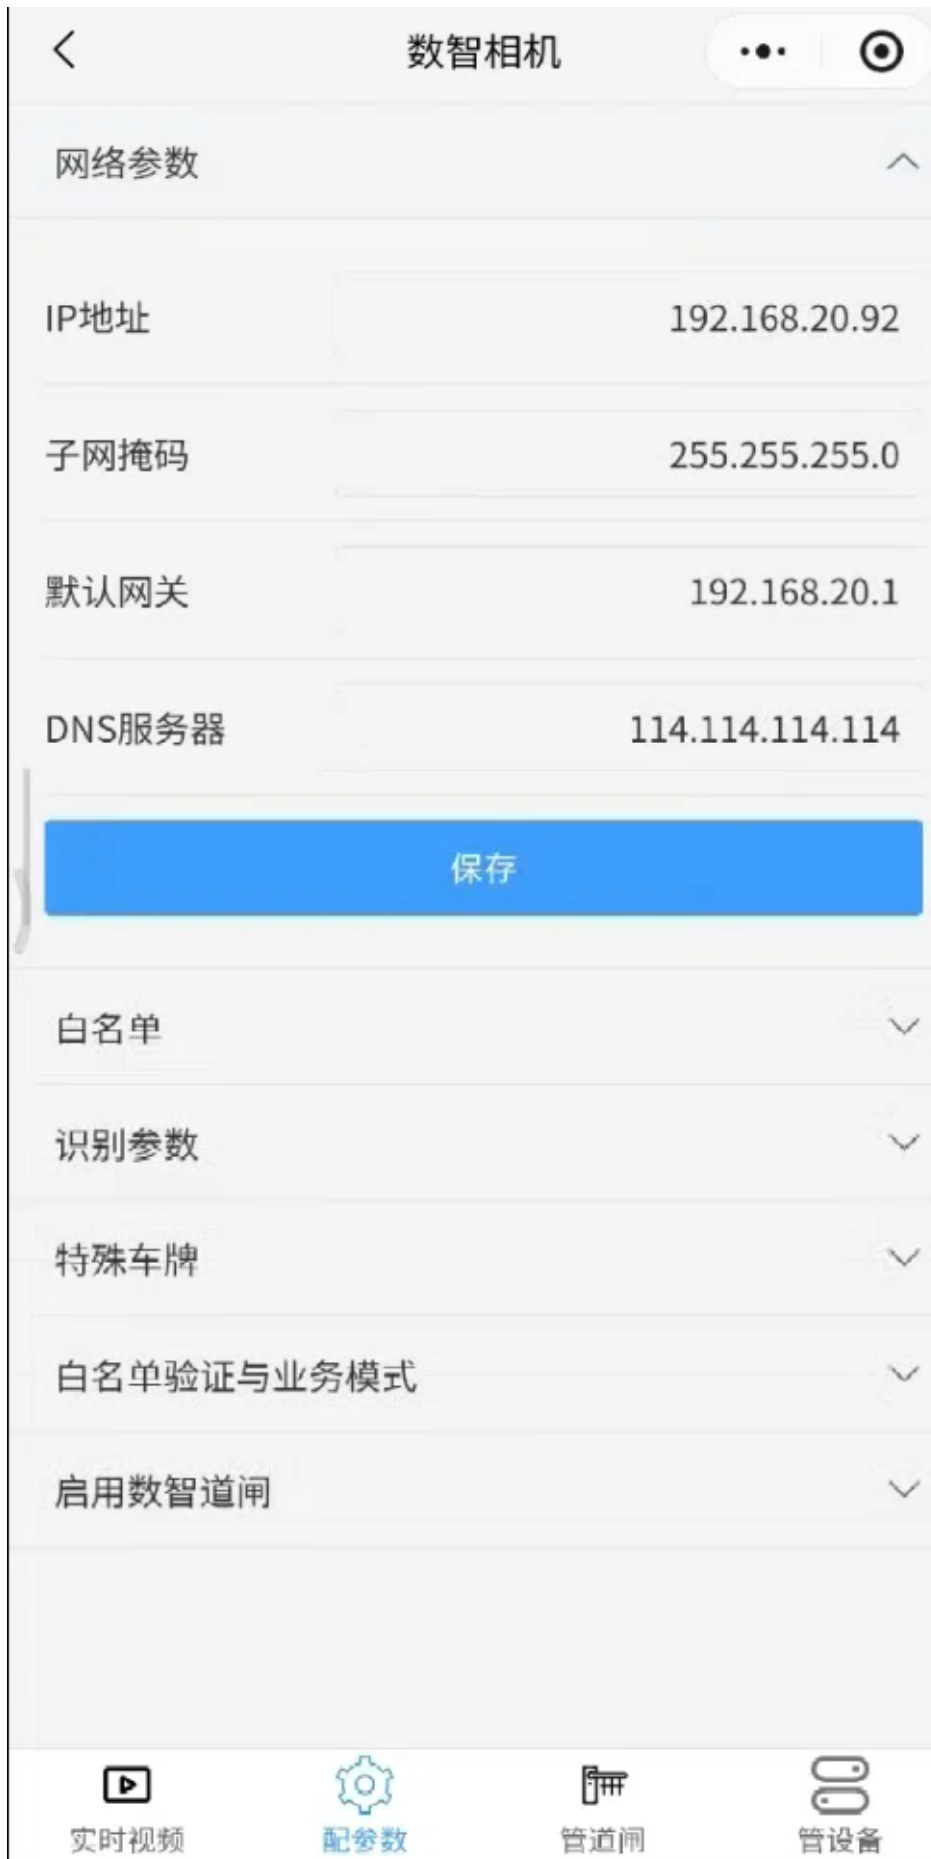 数智相机
网络参数
IP地址 192.168.20.92
子网掩码 255.255.255.0
默认网关 192.168.20.1
DNS服务器 114.114.114.114
保存
白名单
识别参数
特殊车牌
白名单验证与业务模式
启用数智道闸
实时视频 配参数 管道闸 管设备